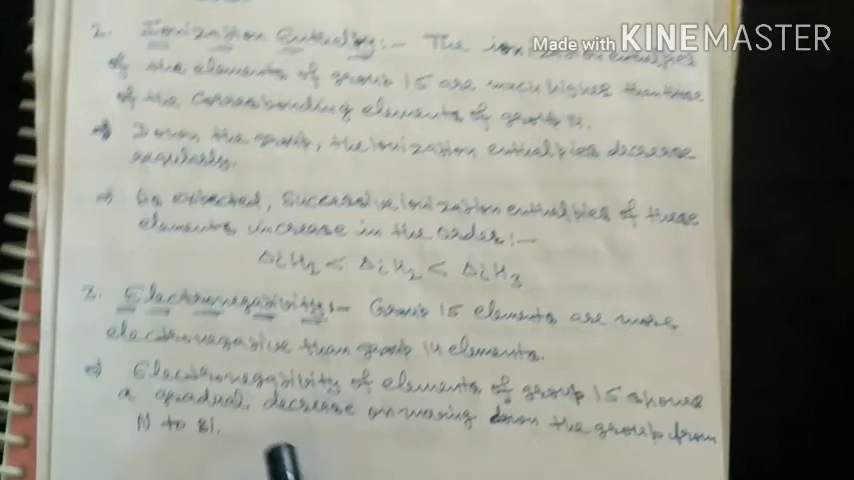 Made with KINEMASTER
2. Ionization Enthalpy:- The ionization enthalpies
of the elements of group 15 are much higher than those
of the corresponding elements of group 14.
⇒ Down the group, the ionization enthalpies decrease
regularly.
⇒ As expected, successive ionization enthalpies of these
elements increase in the order:-
ΔiH2 < ΔiH2 < ΔiH3
3. Electronegativity:- Group 15 elements are more
electronegative than group 14 elements.
⇒ Electronegativity of elements of group 15 shows
a gradual decrease on moving down the group from
N to Bi.